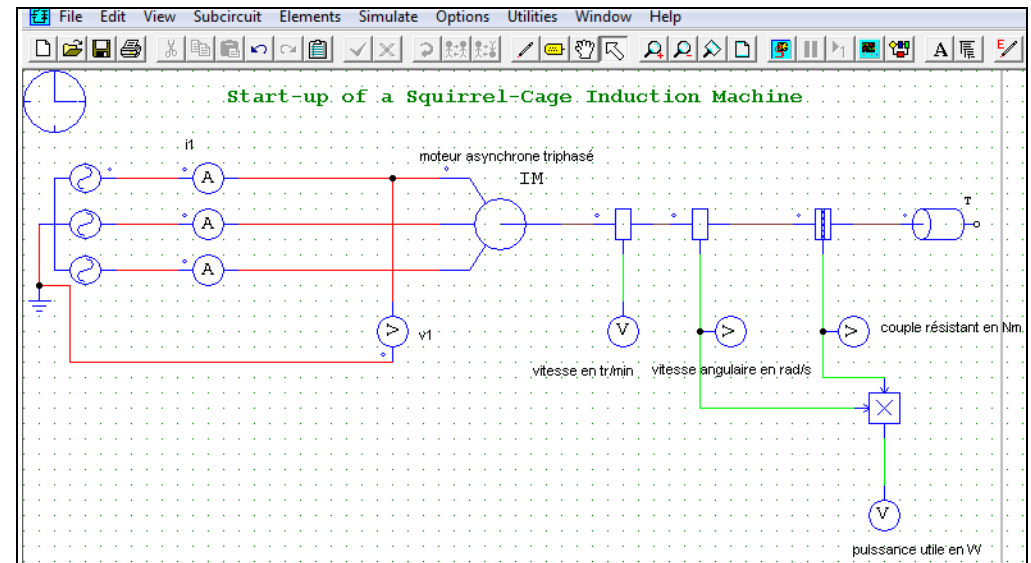 File Edit View Subcircuit Elements Simulate Options Utilities Window Help
A
Start-up of a Squirrel-Cage Induction Machine
i1
moteur asynchrone triphasé
A
IM
T
A
A
V
v1
V
V
V
couple résistant en Nm.
vitesse en tr/min
vitesse angulaire en rad/s
V
puissance utile en W